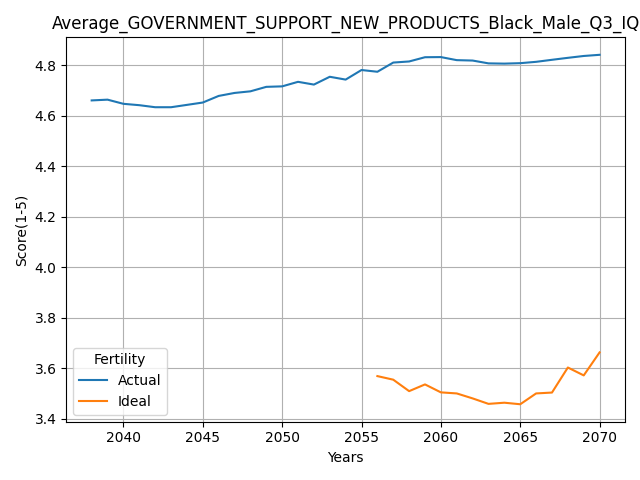 Average_GOVERNMENT_SUPPORT_NEW_PRODUCTS_Black_Male_Q3_IQ
Score(1-5)
4.8
4.6
4.4
4.2
4.0
3.8
3.6
3.4
Fertility
Actual
Ideal
2040 2045 2050 2055 2060 2065 2070
Years